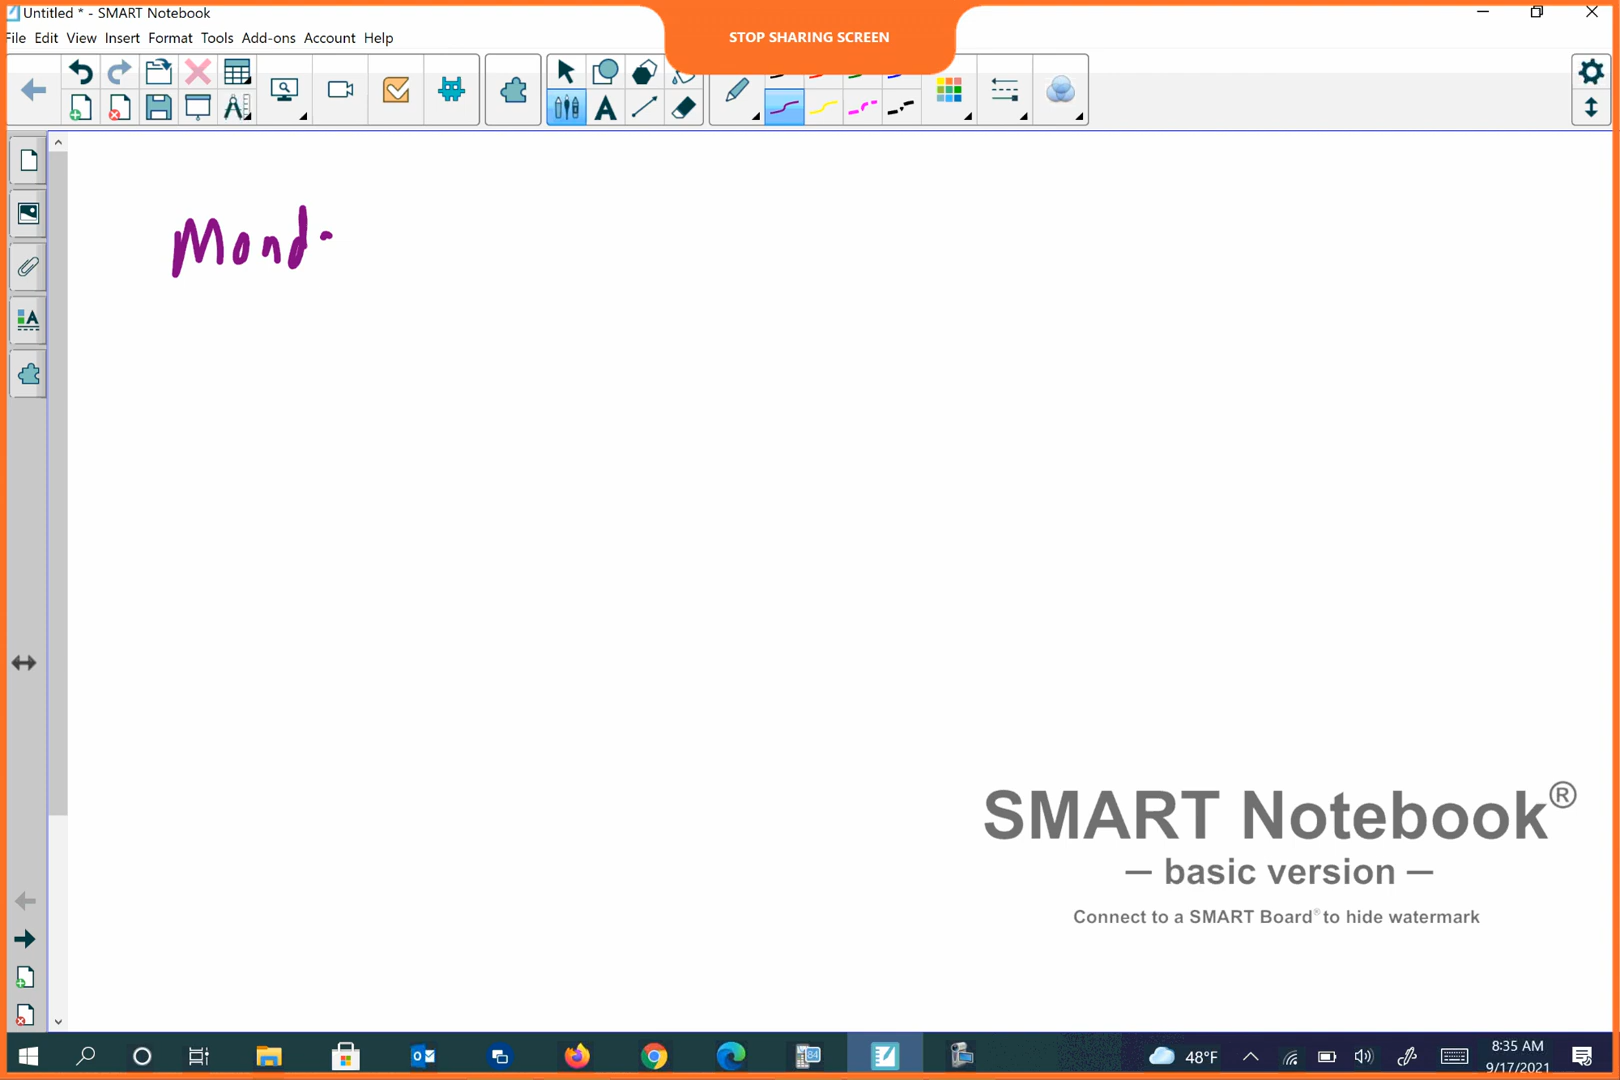 Untitled * - SMART Notebook
STOP SHARING SCREEN
File Edit View Insert Format Tools Add-ons Account Help
Mond
SMART Notebook®
— basic version —
Connect to a SMART Board® to hide watermark
48°F
8:35 AM
9/17/2021